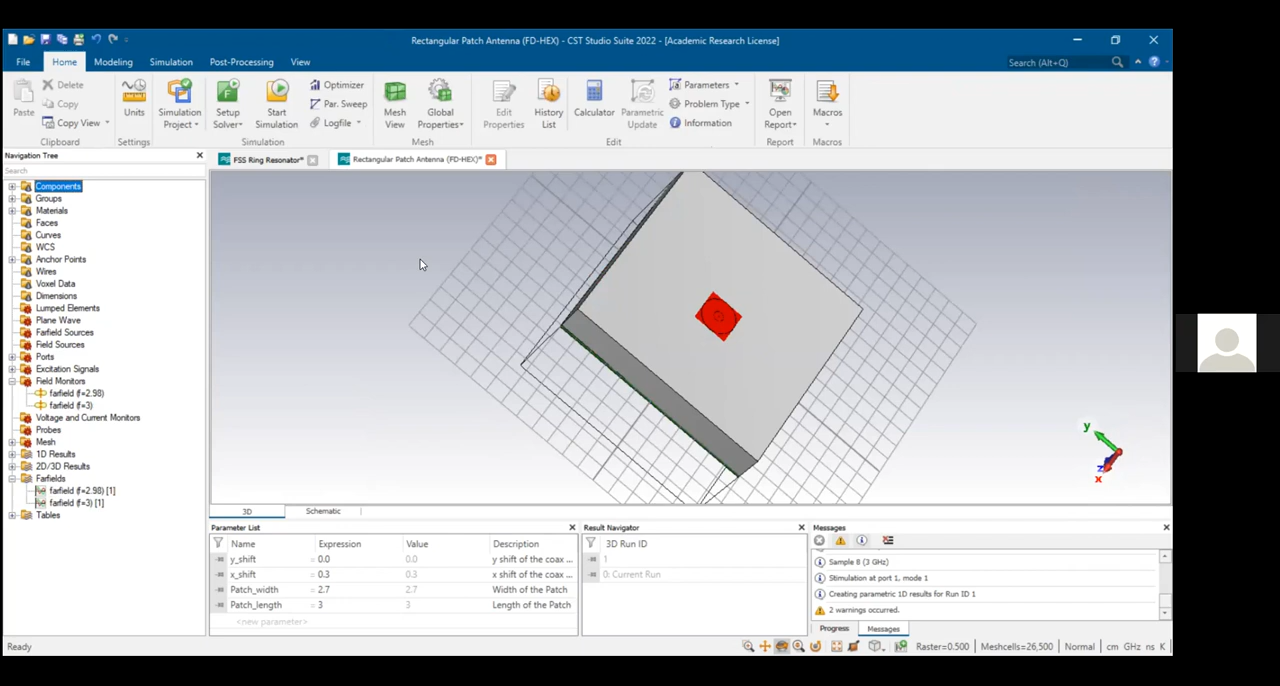 Rectangular Patch Antenna (FD-HEX) - CST Studio Suite 2022 - [Academic Research License]
File Home Modeling Simulation Post-Processing View Search (Alt+Q)
Paste Delete Copy Copy View Clipboard
Units Settings
Simulation Project Setup Solver Start Simulation Optimizer Par. Sweep Logfile Simulation
Mesh View Global Properties Mesh
Edit Properties History List Calculator Parametric Update Parameters Problem Type Information Edit
Open Report Report
Macros Macros
Navigation Tree
FSS Ring Resonator* Rectangular Patch Antenna (FD-HEX)*
Search
Components
Groups
Materials
Faces
Curves
WCS
Anchor Points
Wires
Voxel Data
Dimensions
Lumped Elements
Plane Wave
Farfield Sources
Field Sources
Ports
Excitation Signals
Field Monitors
farfield (f=2.98)
farfield (f=3)
Voltage and Current Monitors
Probes
Mesh
1D Results
2D/3D Results
Farfields
farfield (f=2.98) [1]
farfield (f=3) [1]
Tables
y
z
x
3D Schematic
Parameter List
Name Expression Value Description
y_shift = 0.0 0.0 y shift of the coax ...
x_shift = 0.3 0.3 x shift of the coax ...
Patch_width = 2.7 2.7 Width of the Patch
Patch_length = 3 3 Length of the Patch
<new parameter>
Result Navigator
3D Run ID
1
0: Current Run
Messages
Sample 8 (3 GHz)
Stimulation at port 1, mode 1
Creating parametric 1D results for Run ID 1
2 warnings occurred.
Progress Messages
Ready Raster=0.500 Meshcells=26,500 Normal cm GHz ns K